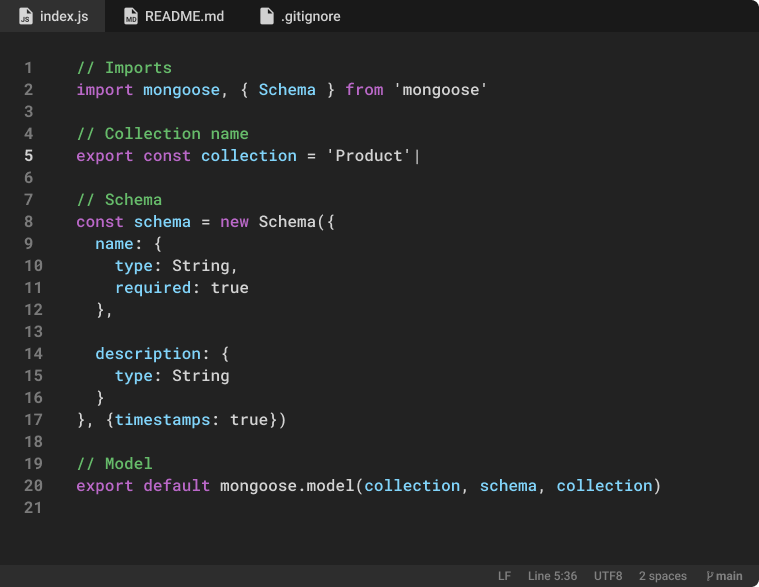 index.js README.md .gitignore
1 // Imports
2 import mongoose, { Schema } from 'mongoose'
3
4 // Collection name
5 export const collection = 'Product'
6
7 // Schema
8 const schema = new Schema({
9 name: {
10 type: String,
11 required: true
12 },
13
14 description: {
15 type: String
16 }
17 }, {timestamps: true})
18
19 // Model
20 export default mongoose.model(collection, schema, collection)
21
LF Line 5:36 UTF8 2 spaces main